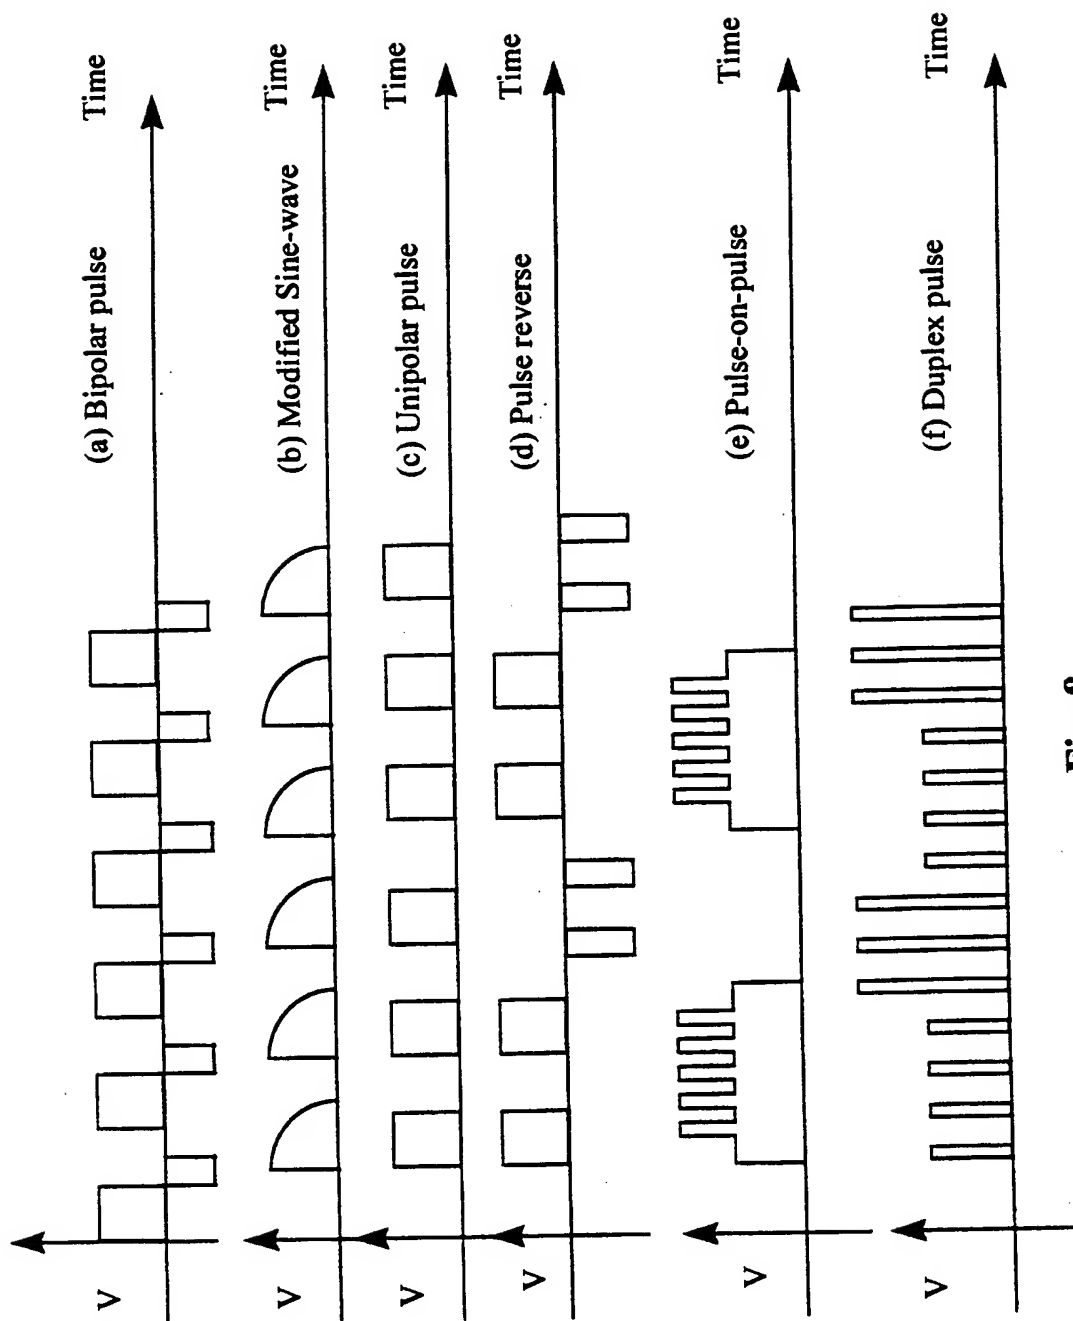 V
(a) Bipolar pulse
Time
V
(b) Modified Sine-wave
Time
V
(c) Unipolar pulse
Time
V
(d) Pulse reverse
Time
V
(e) Pulse-on-pulse
Time
V
(f) Duplex pulse
Time